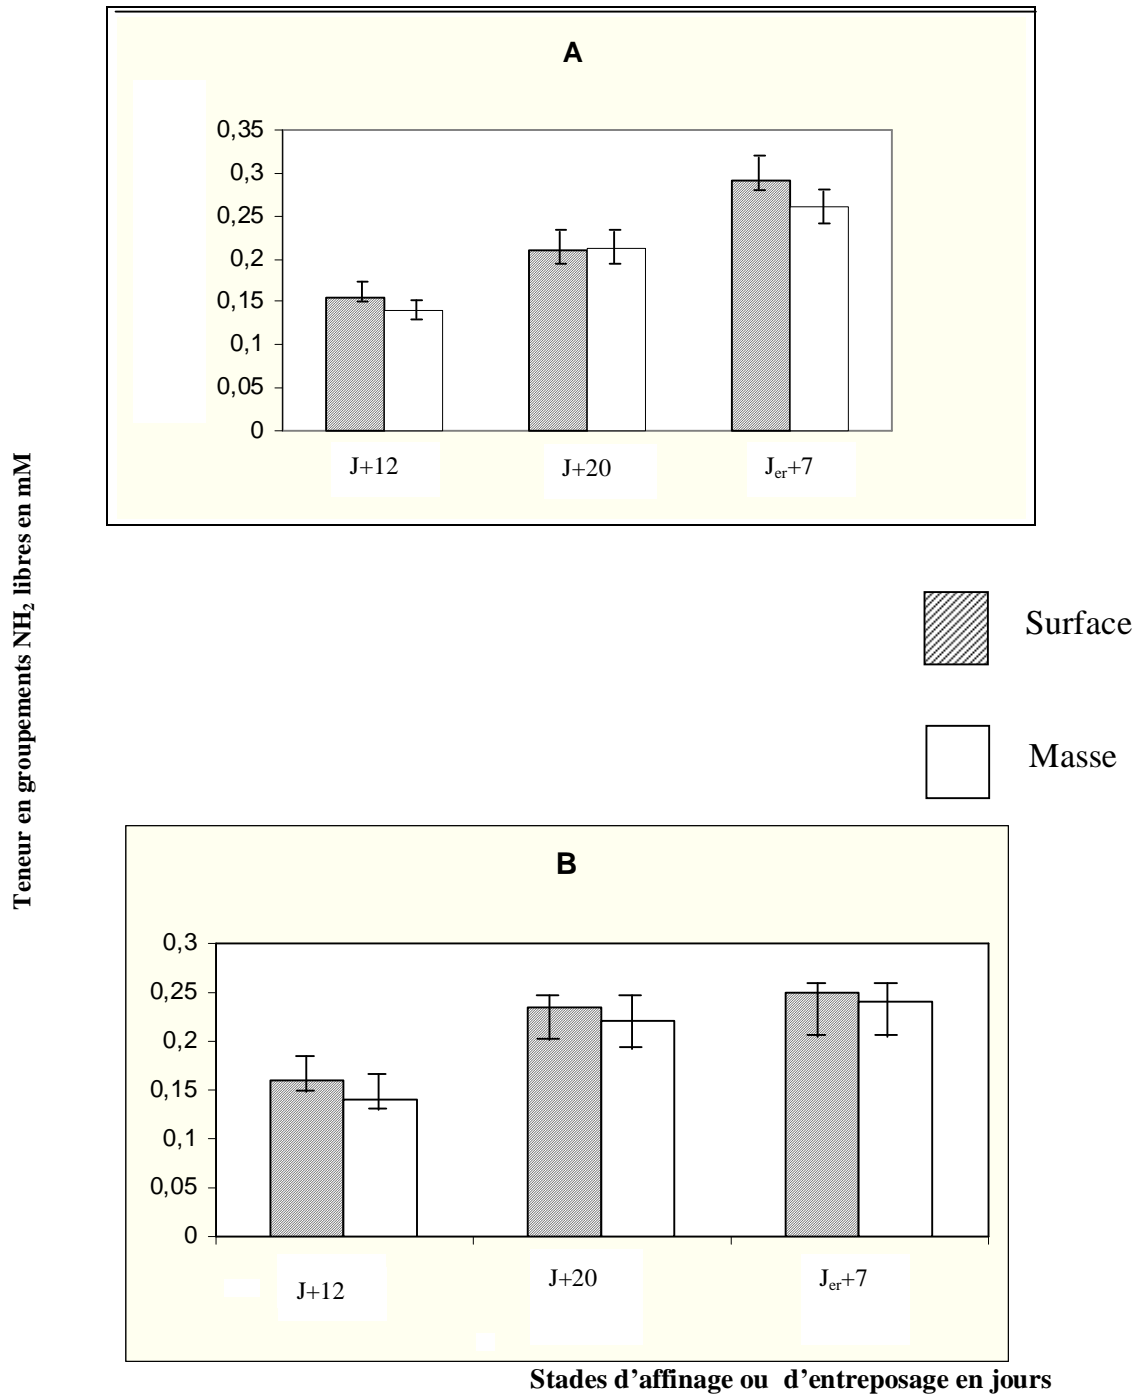 A
0,35
0,3
0,25
0,2
0,15
0,1
0,05
0
J+12 J+20 Jer+7
Teneur en groupements NH₂ libres en mM
Surface
Masse
B
0,3
0,25
0,2
0,15
0,1
0,05
0
J+12 J+20 Jer+7
Stades d’affinage ou d’entreposage en jours